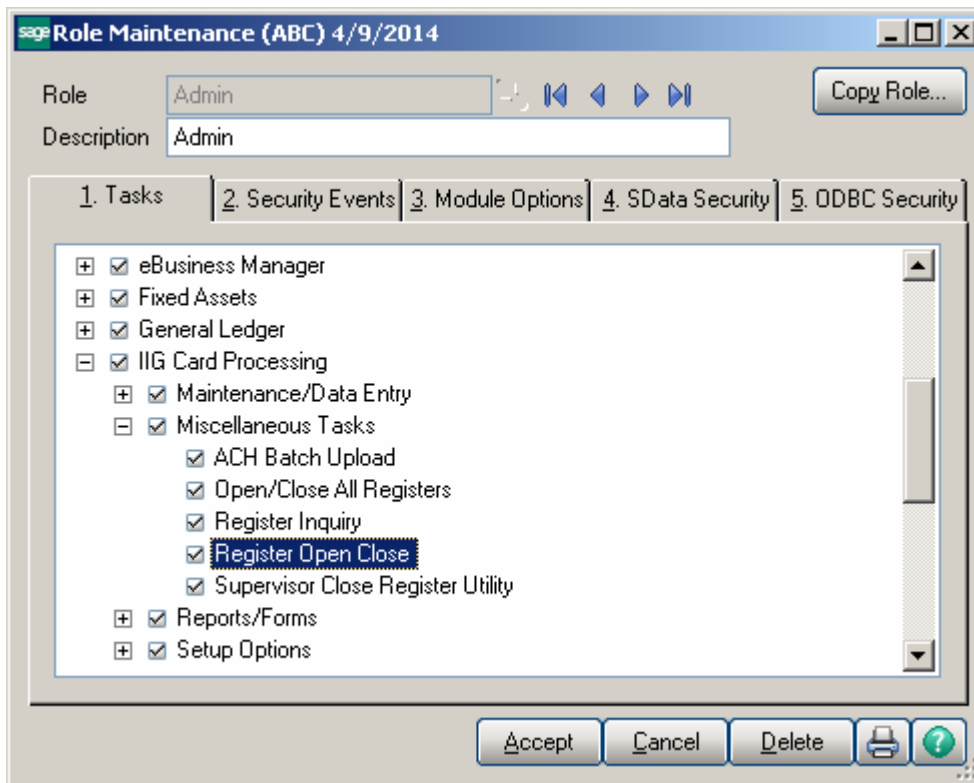 sage Role Maintenance (ABC) 4/9/2014
Role Admin Copy Role...
Description Admin
1. Tasks 2. Security Events 3. Module Options 4. SData Security 5. ODBC Security
eBusiness Manager
Fixed Assets
General Ledger
IIG Card Processing
Maintenance/Data Entry
Miscellaneous Tasks
ACH Batch Upload
Open/Close All Registers
Register Inquiry
Register Open Close
Supervisor Close Register Utility
Reports/Forms
Setup Options
Accept Cancel Delete ?